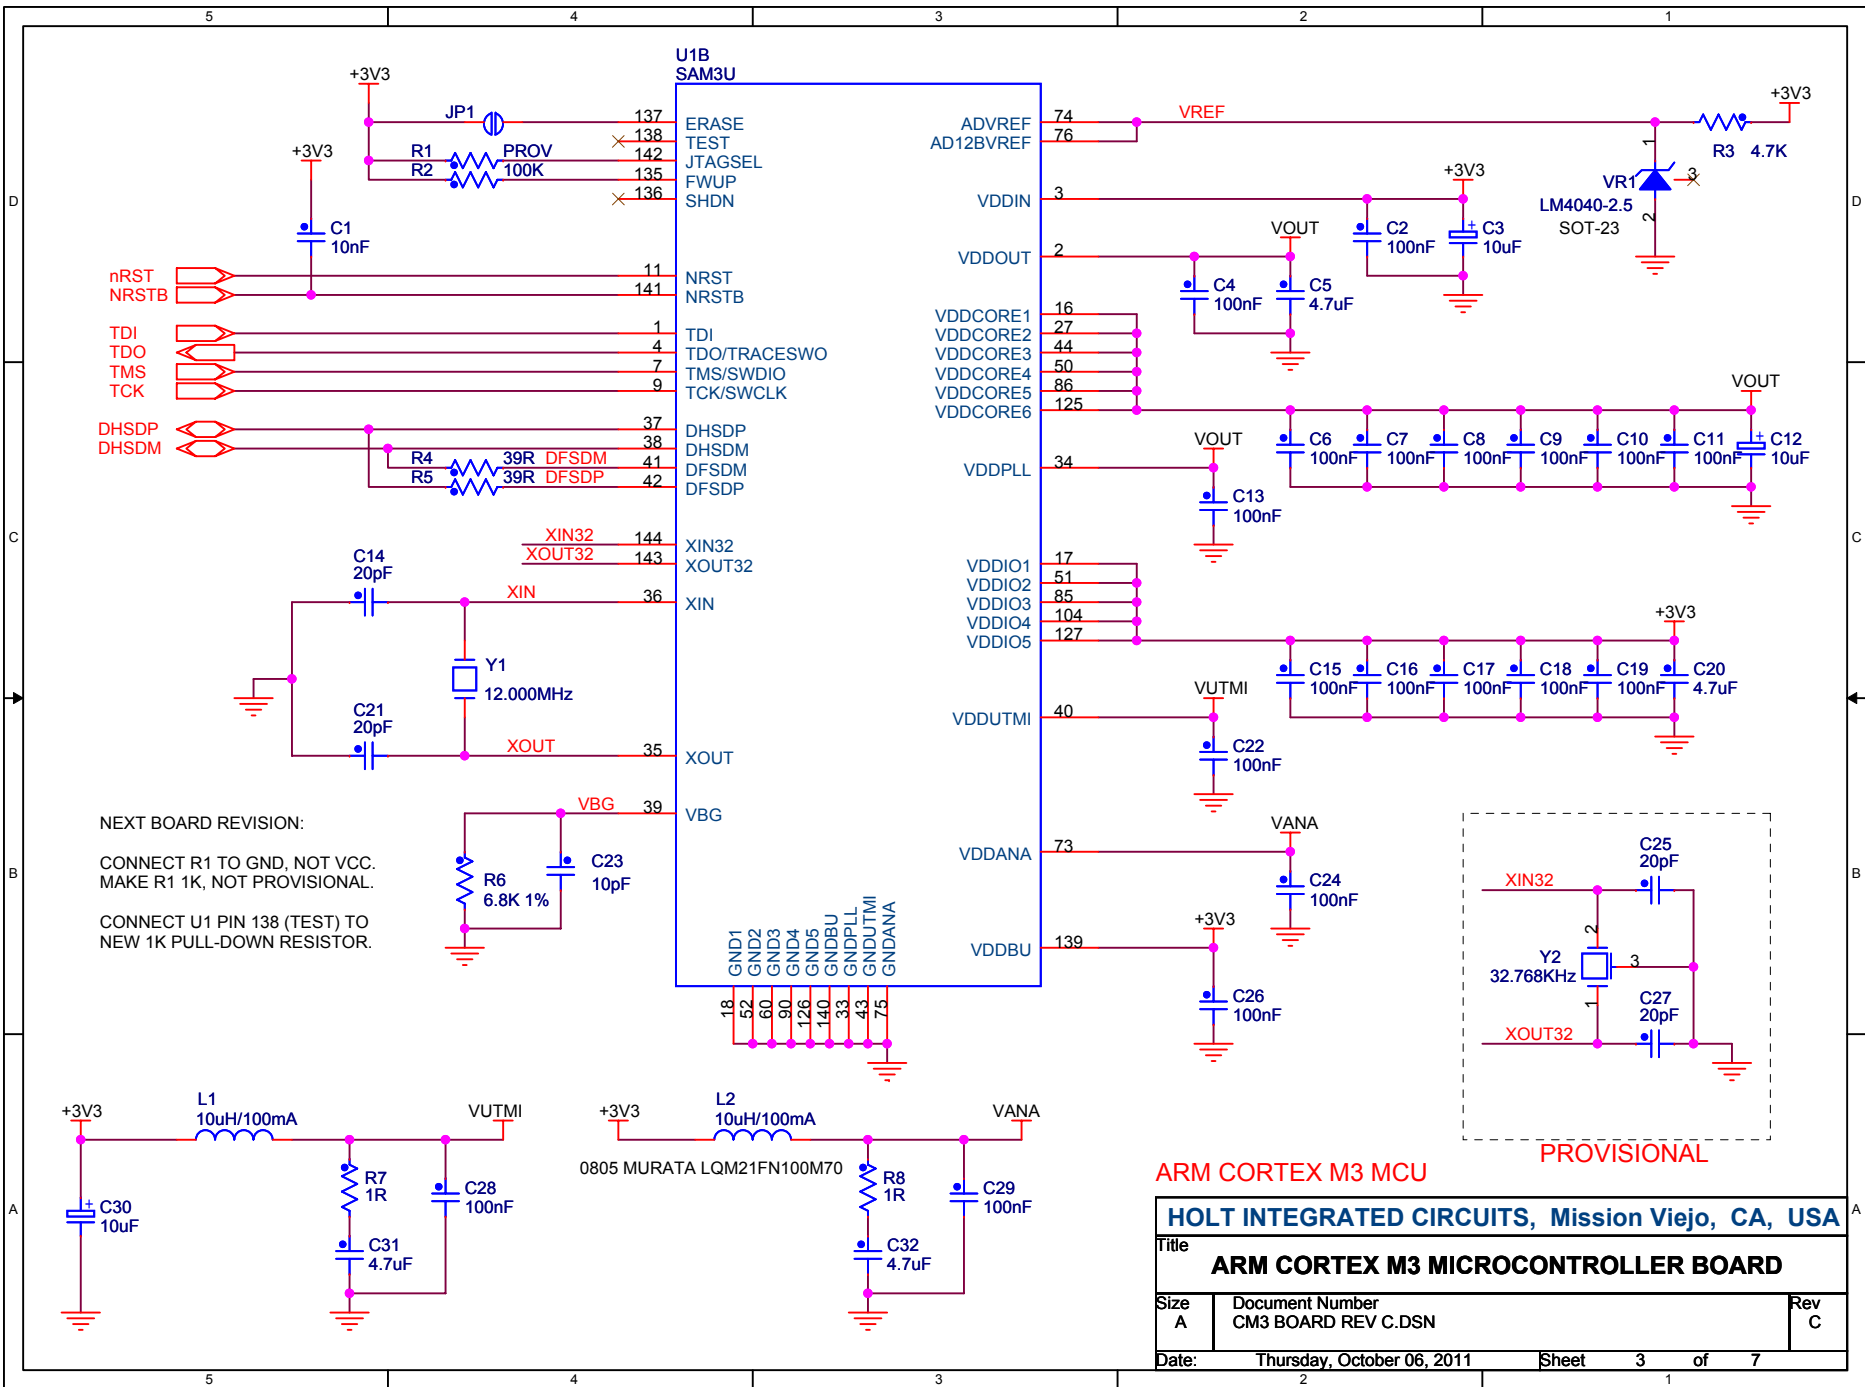 5 4 3 2 1
D
C
B
A
D
C
B
A
U1B
SAM3U
+3V3
JP1
R1 PROV
R2 100K
+3V3
C1
10nF
nRST
NRSTB
TDI
TDO
TMS
TCK
DHSDP
DHSDM
R4 39R DFSDM
R5 39R DFSDP
XIN32
XOUT32
C14
20pF
XIN
Y1
12.000MHz
C21
20pF
XOUT
VBG
R6
6.8K 1%
C23
10pF
137 ERASE
138 TEST
142 JTAGSEL
135 FWUP
136 SHDN
11 NRST
141 NRSTB
1 TDI
4 TDO/TRACESWO
7 TMS/SWDIO
9 TCK/SWCLK
37 DHSDP
38 DHSDM
41 DFSDM
42 DFSDP
144 XIN32
143 XOUT32
36 XIN
35 XOUT
39 VBG
ADVREF 74
AD12BVREF 76
VDDIN 3
VDDOUT 2
VDDCORE1 16
VDDCORE2 27
VDDCORE3 44
VDDCORE4 50
VDDCORE5 86
VDDCORE6 125
VDDPLL 34
VDDIO1 17
VDDIO2 51
VDDIO3 85
VDDIO4 104
VDDIO5 127
VDDUTMI 40
VDDANA 73
VDDBU 139
GND1 18
GND2 52
GND3 60
GND4 90
GND5 126
GNDBU 140
GNDPLL 33
GNDUTMI 43
GNDANA 75
VREF
+3V3
R3 4.7K
1
VR1 3
LM4040-2.5
SOT-23
2
+3V3
C2
100nF
C3
10uF
+
VOUT
C4
100nF
C5
4.7uF
VOUT
C6
100nF
C7
100nF
C8
100nF
C9
100nF
C10
100nF
C11
100nF
C12
10uF
+
VOUT
C13
100nF
+3V3
C15
100nF
C16
100nF
C17
100nF
C18
100nF
C19
100nF
C20
4.7uF
VUTMI
C22
100nF
VANA
C24
100nF
+3V3
C26
100nF
XIN32
C25
20pF
2
Y2
32.768KHz
3
1
C27
20pF
XOUT32
PROVISIONAL
NEXT BOARD REVISION:
CONNECT R1 TO GND, NOT VCC.
MAKE R1 1K, NOT PROVISIONAL.
CONNECT U1 PIN 138 (TEST) TO
NEW 1K PULL-DOWN RESISTOR.
+3V3
L1
10uH/100mA
VUTMI
C30
10uF
+
R7
1R
C28
100nF
C31
4.7uF
+3V3
L2
10uH/100mA
VANA
0805 MURATA LQM21FN100M70
R8
1R
C29
100nF
C32
4.7uF
ARM CORTEX M3 MCU
HOLT INTEGRATED CIRCUITS, Mission Viejo, CA, USA
Title
ARM CORTEX M3 MICROCONTROLLER BOARD
Size
A
Document Number
CM3 BOARD REV C.DSN
Rev
C
Date: Thursday, October 06, 2011 Sheet 3 of 7
5 4 3 2 1